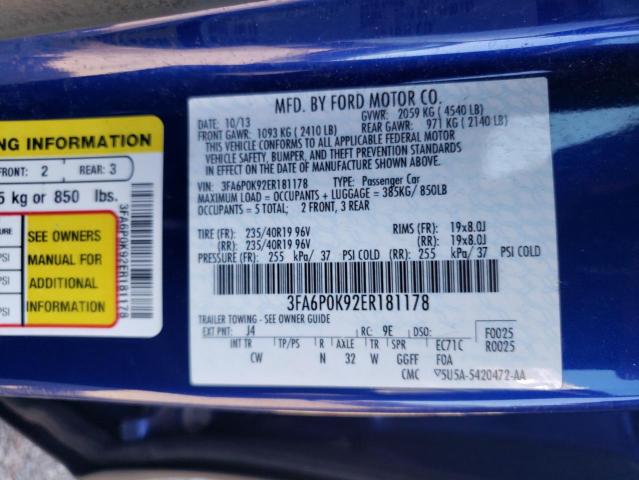 NG INFORMATION
FRONT: 2 REAR: 3
5 kg or 850 lbs.
SEE OWNERS
MANUAL FOR
ADDITIONAL
INFORMATION
PSI
PSI
3FA6P0K92ER181178
MFD. BY FORD MOTOR CO.
DATE: 10/13 GVWR: 2059 KG ( 4540 LB)
FRONT GAWR: 1093 KG ( 2410 LB) REAR GAWR: 971 KG ( 2140 LB)
THIS VEHICLE CONFORMS TO ALL APPLICABLE FEDERAL MOTOR
VEHICLE SAFETY, BUMPER, AND THEFT PREVENTION STANDARDS
IN EFFECT ON THE DATE OF MANUFACTURE SHOWN ABOVE.
VIN: 3FA6P0K92ER181178 TYPE: Passenger Car
MAXIMUM LOAD = OCCUPANTS + LUGGAGE = 385KG/ 850LB
OCCUPANTS = 5 TOTAL; 2 FRONT, 3 REAR
TIRE (FR): 235/40R19 96V RIMS (FR): 19x8.0J
(RR): 235/40R19 96V (RR): 19x8.0J
PRESSURE (FR): 255 kPa/ 37 PSI COLD (RR): 255 kPa/ 37 PSI COLD
3FA6P0K92ER181178
TRAILER TOWING - SEE OWNER GUIDE
EXT PNT: J4 RC: 9E DSO: F0025
INT TR TP/PS R AXLE TR SPR EC71C R0025
CW N 32 W GGFF F0A
CMC 5U5A-5420472-AA